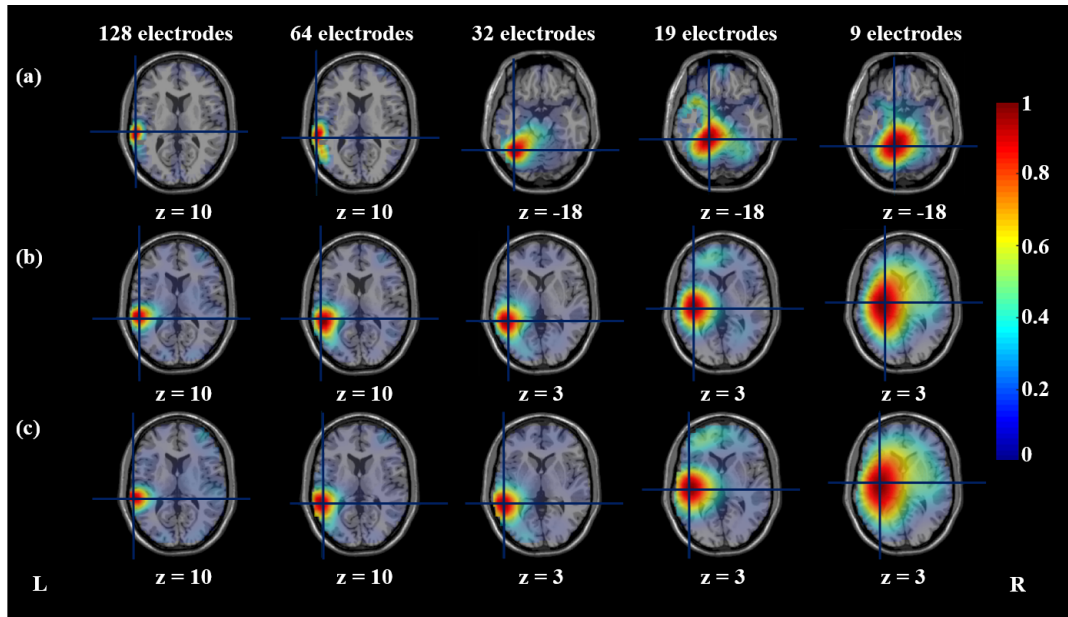 128 electrodes 64 electrodes 32 electrodes 19 electrodes 9 electrodes
(a)
z = 10 z = 10 z = -18 z = -18 z = -18
(b)
z = 10 z = 10 z = 3 z = 3 z = 3
(c)
z = 10 z = 10 z = 3 z = 3 z = 3
L R
1
0.8
0.6
0.4
0.2
0